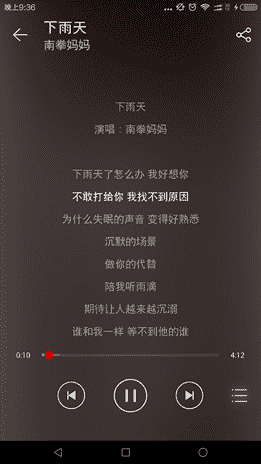 晚上9:36
下雨天
南拳妈妈
下雨天
演唱：南拳妈妈
下雨天了怎么办 我好想你
不敢打给你 我找不到原因
为什么失眠的声音 变得好熟悉
沉默的场景
做你的代替
陪我听雨滴
期待让人越来越沉溺
谁和我一样 等不到他的谁
0:10
4:12